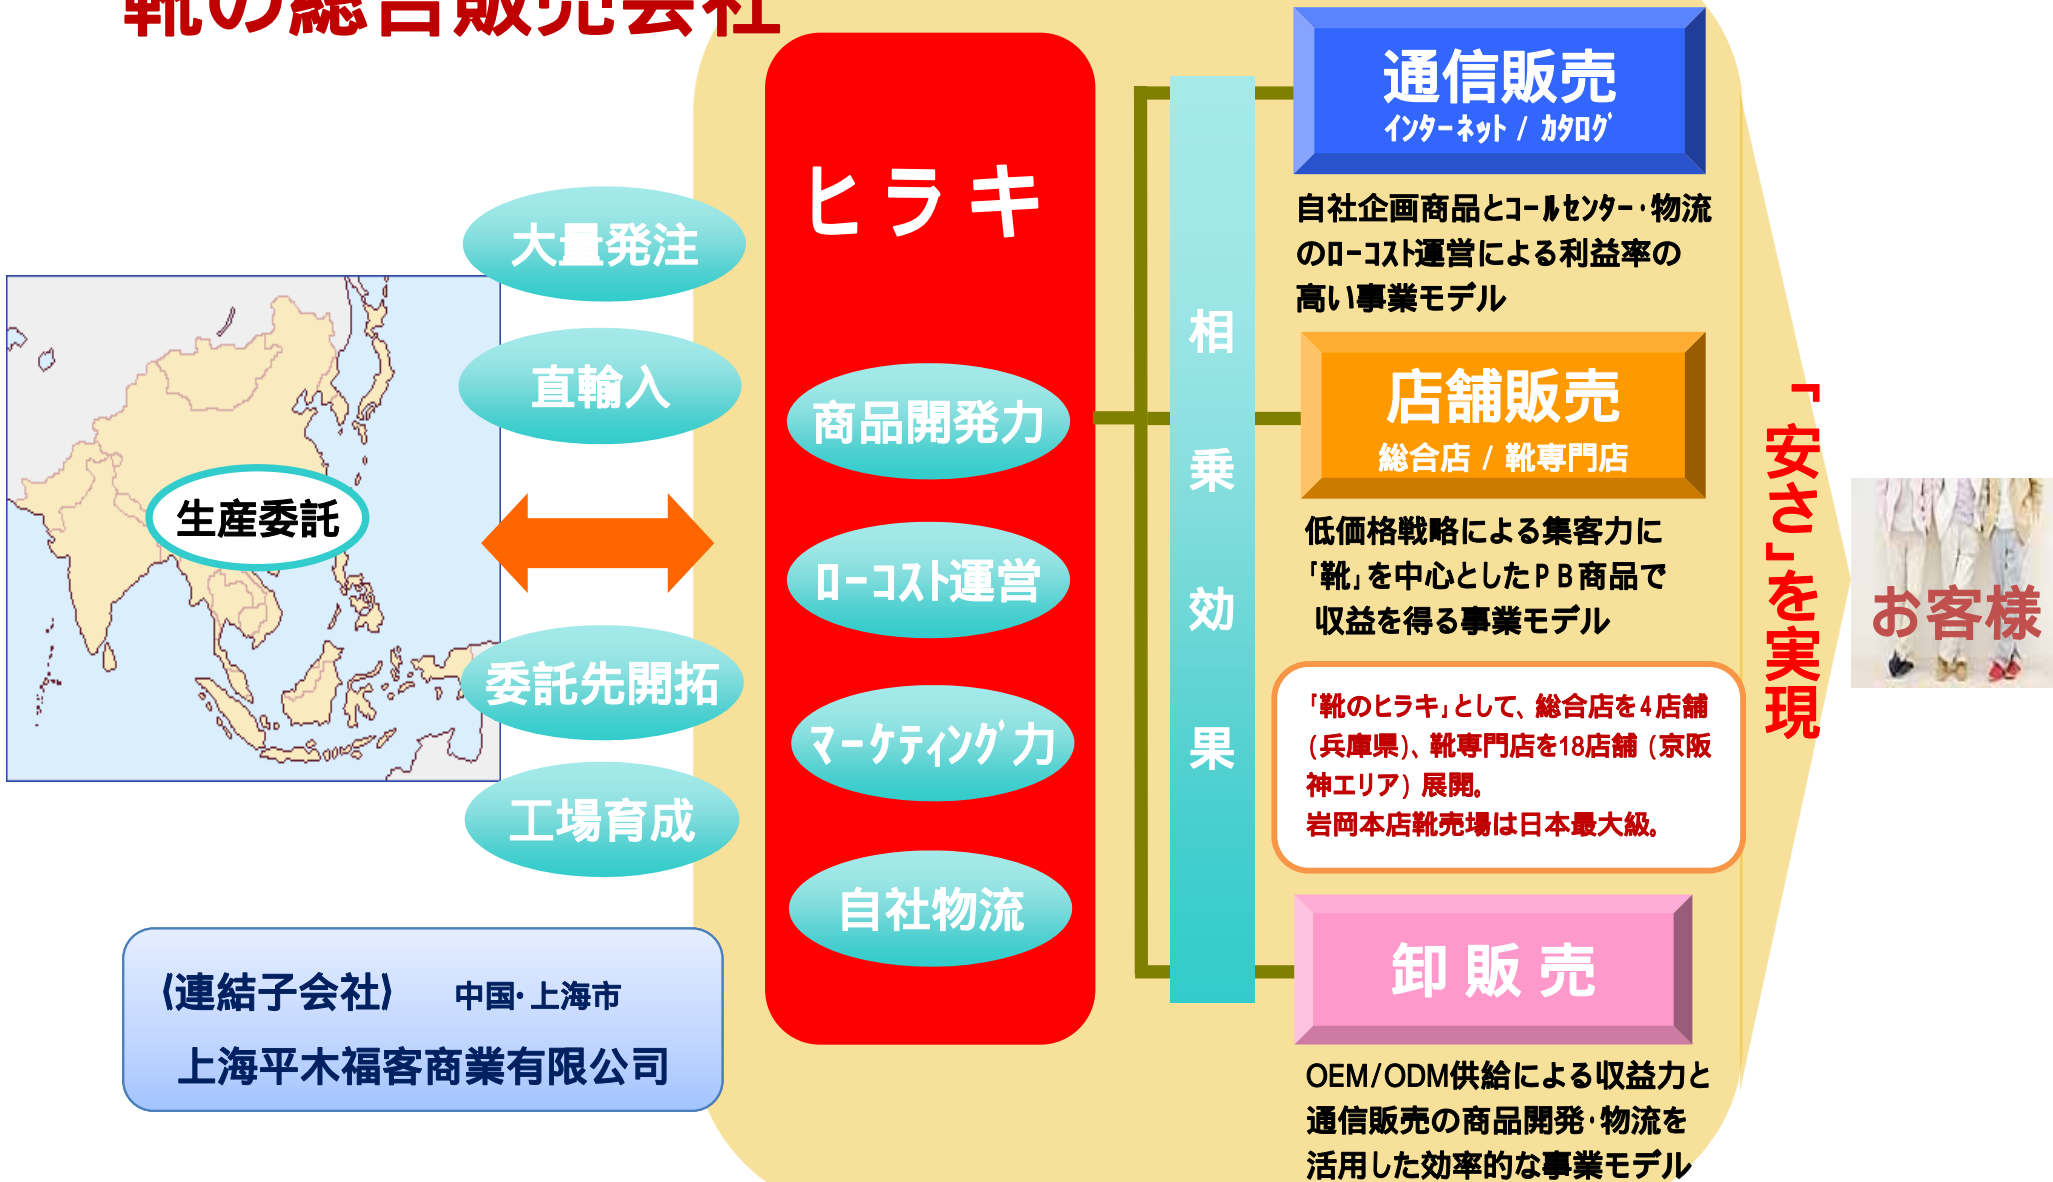 靴の総合販売会社
ヒラキ
大量発注
直輸入
生産委託
委託先開拓
工場育成
商品開発力
ﾛｰｺｽﾄ運営
ﾏｰｹﾃｨﾝｸﾞ力
自社物流
《連結子会社》 中国・上海市
上海平木福客商業有限公司
相乗効果
通信販売
ｲﾝﾀｰﾈｯﾄ / ｶﾀﾛｸﾞ
自社企画商品とｺｰﾙｾﾝﾀｰ・物流
のﾛｰｺｽﾄ運営による利益率の
高い事業モデル
店舗販売
総合店 / 靴専門店
低価格戦略による集客力に
「靴」を中心としたＰＢ商品で
収益を得る事業モデル
「靴のヒラキ」として、総合店を4店舗
(兵庫県)、靴専門店を18店舗 (京阪
神エリア) 展開。
岩岡本店靴売場は日本最大級。
卸販売
OEM/ODM供給による収益力と
通信販売の商品開発・物流を
活用した効率的な事業モデル
「安さ」を実現
お客様